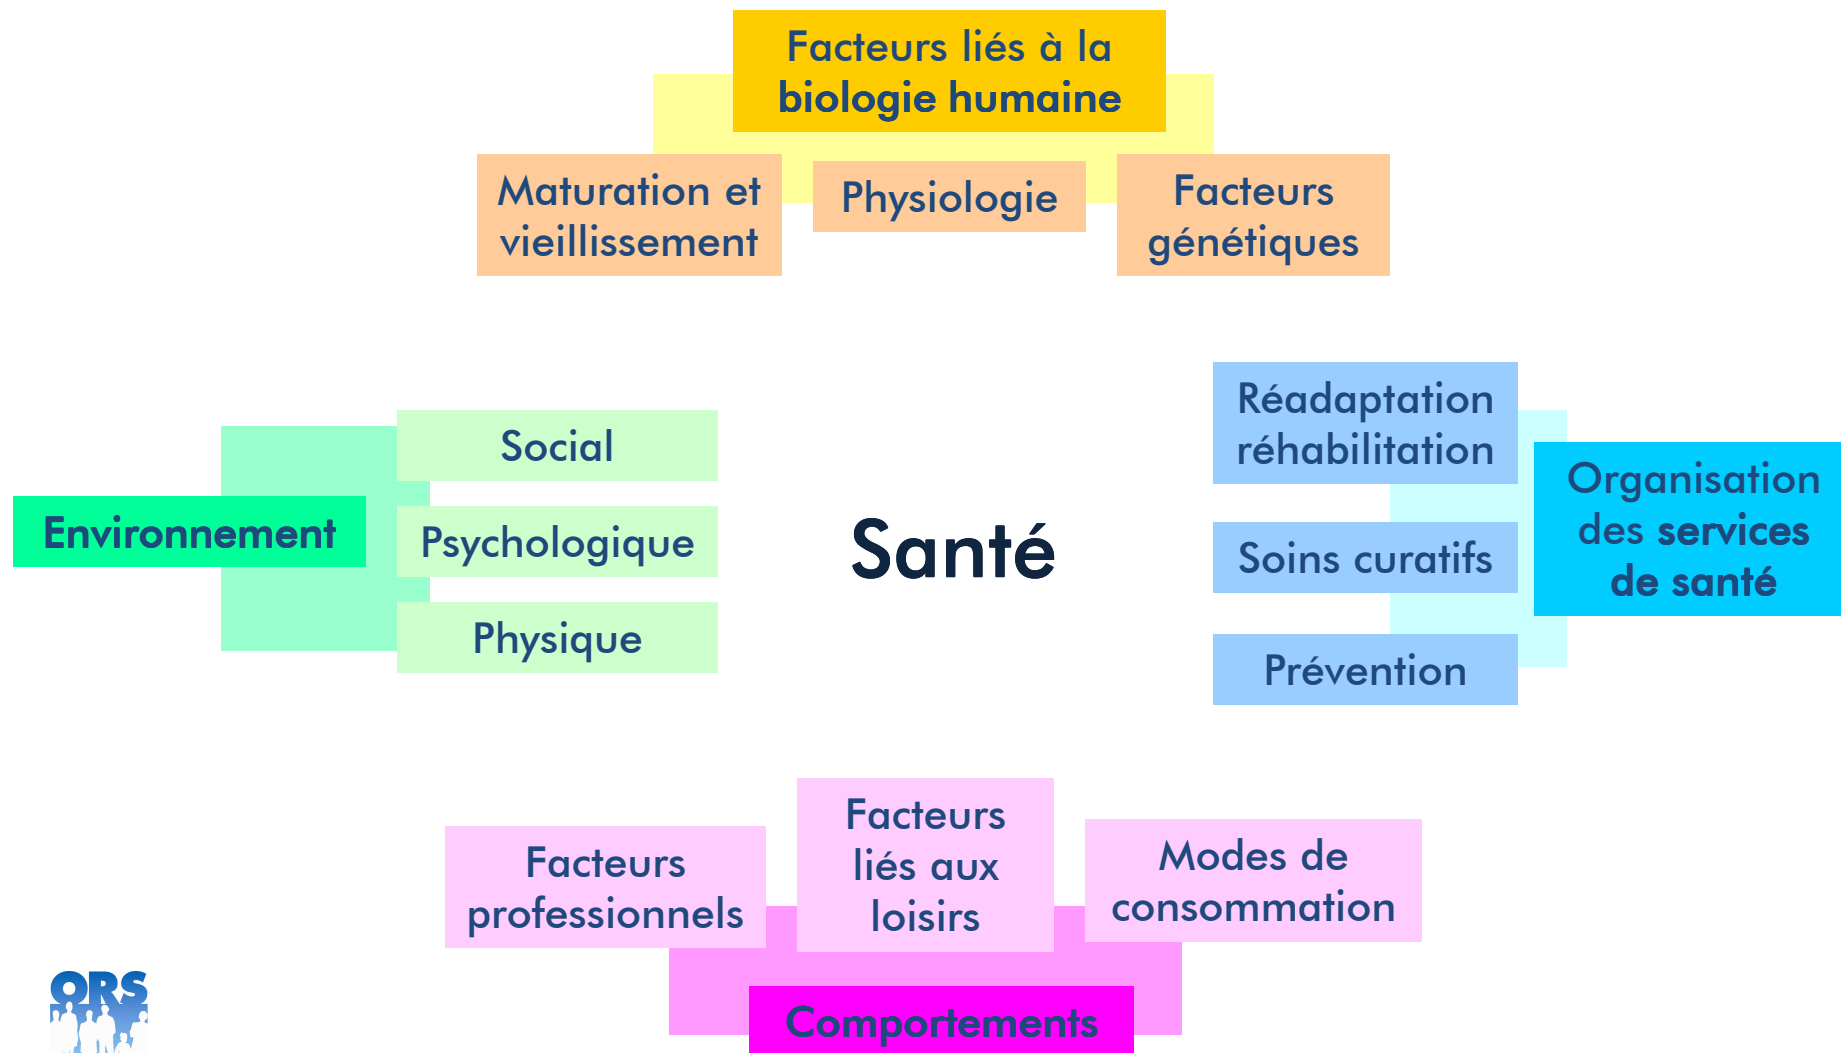 Facteurs liés à la
biologie humaine
Maturation et
vieillissement
Physiologie
Facteurs
génétiques
Environnement
Social
Psychologique
Physique
Santé
Réadaptation
réhabilitation
Soins curatifs
Prévention
Organisation
des services
de santé
Facteurs
professionnels
Facteurs
liés aux
loisirs
Modes de
consommation
Comportements
ORS